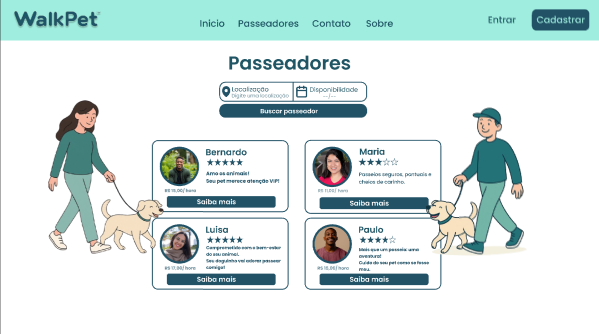 WalkPet
Início Passeadores Contato Sobre Entrar Cadastrar
Passeadores
Localização
Digite uma localização
Disponibilidade
--/--
Buscar passeador
Bernardo
★★★★★
Amo os animais!
Seu pet merece atenção VIP!
R$ 15,00/ hora
Saiba mais
Maria
★★★☆☆
Passeios seguros, pontuais e
cheios de carinho.
R$ 11,00/ hora
Saiba mais
Luisa
★★★★★
Comprometida com o bem-estar
do seu animal.
Seu doguinho vai adorar passear
comigo!
R$ 17,00/ hora
Saiba mais
Paulo
★★★★☆
Mais que um passeio: uma
aventura!
Cuido do seu pet como se fosse
meu.
Saiba mais